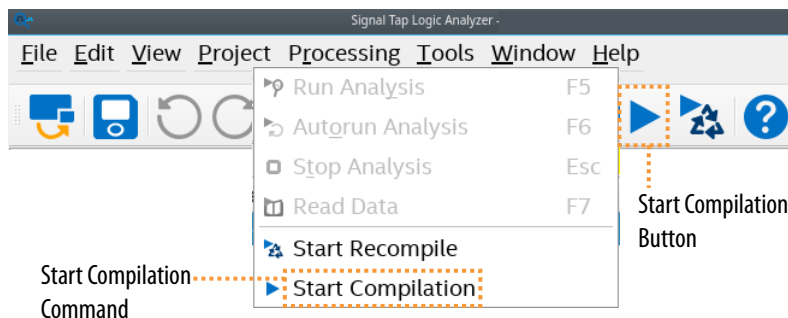 Signal Tap Logic Analyzer -
File Edit View Project Processing Tools Window Help
Run Analysis F5
Autorun Analysis F6
Stop Analysis Esc
Read Data F7
Start Recompile
Start Compilation
Start Compilation
Button
Start Compilation
Command